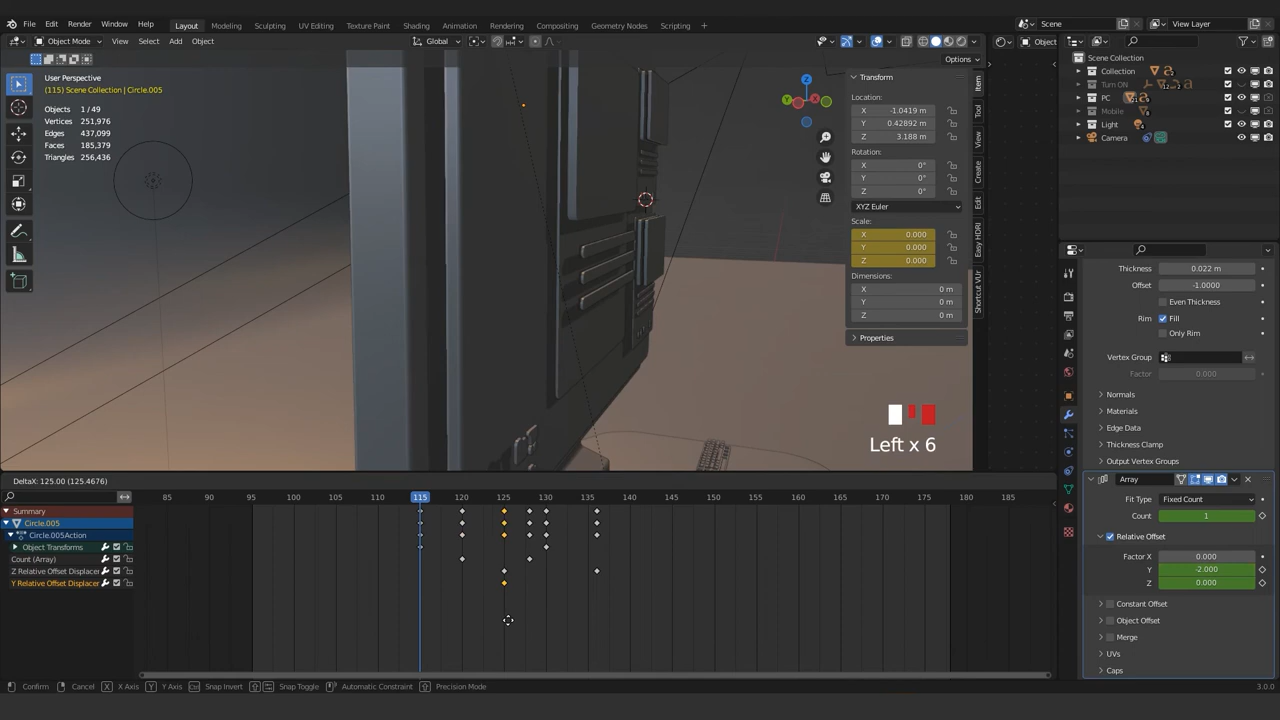 File Edit Render Window Help Layout Modeling Sculpting UV Editing Texture Paint Shading Animation Rendering Compositing Geometry Nodes Scripting + Scene View Layer
Object Mode View Select Add Object Global Object
Options
User Perspective
(115) Scene Collection | Circle.005
Objects 1/49
Vertices 251,976
Edges 437,099
Faces 185,379
Triangles 256,436
Z
Y
X
Transform
Location:
X -1.0419 m
Y 0.42892 m
Z 3.188 m
Rotation:
X 0°
Y 0°
Z 0°
XYZ Euler
Scale:
X 0.000
Y 0.000
Z 0.000
Dimensions:
X 0 m
Y 0 m
Z 0 m
Properties
Item
Tool
View
Create
Edit
Easy HDRI
Shortcut VUr
Left x 6
Scene Collection
Collection
Turn ON
PC
Mobile
Light
Camera
Thickness 0.022 m
Offset -1.0000
Even Thickness
Rim Fill
Only Rim
Vertex Group
Factor 0.000
Normals
Materials
Edge Data
Thickness Clamp
Output Vertex Groups
Array
Fit Type Fixed Count
Count 1
Relative Offset
Factor X 0.000
Y -2.000
Z 0.000
Constant Offset
Object Offset
Merge
UVs
Caps
DeltaX: 125.00 (125.4676)
85 90 95 100 105 110 115 120 125 130 135 140 145 150 155 160 165 170 175 180 185
Summary
Circle.005
Circle.005Action
Object Transforms
Count (Array)
Z Relative Offset Displacer
Y Relative Offset Displacer
Confirm Cancel X X Axis Y Y Axis Snap Invert Snap Toggle Automatic Constraint Precision Mode 3.0.0